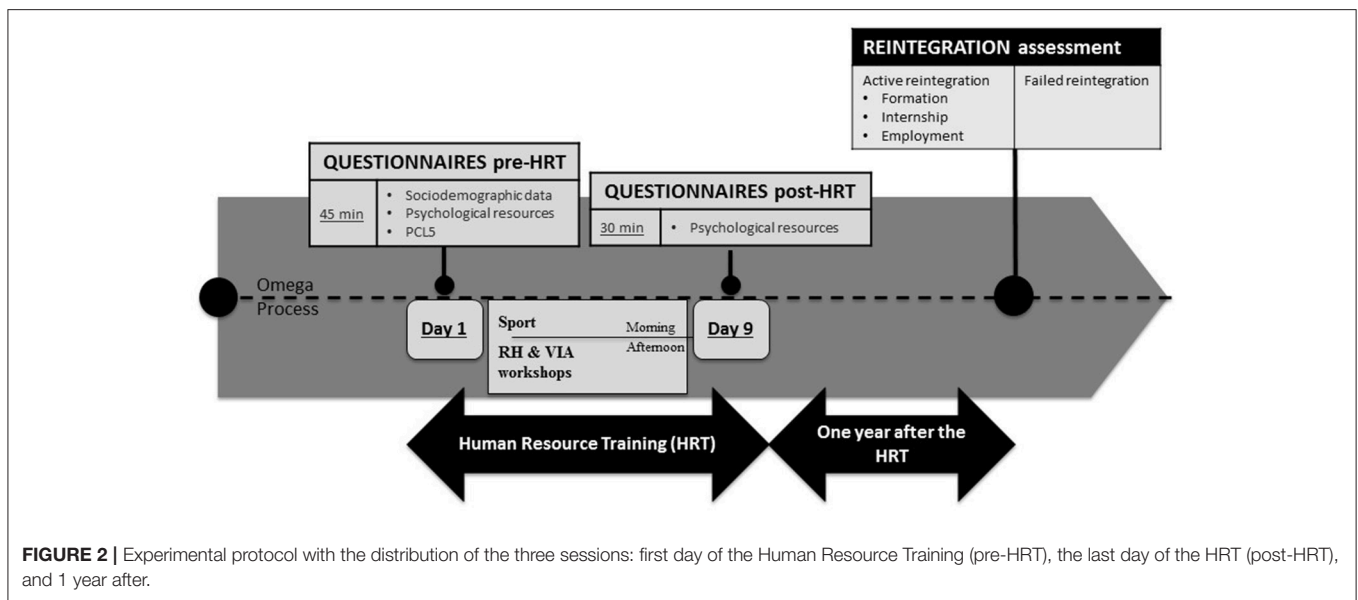 REINTEGRATION assessment
Active reintegration
• Formation
• Internship
• Employment
Failed reintegration
QUESTIONNAIRES pre-HRT
45 min
• Sociodemographic data
• Psychological resources
• PCL5
QUESTIONNAIRES post-HRT
30 min
• Psychological resources
Omega
Process
Day 1
Sport
Morning
Afternoon
RH & VIA
workshops
Day 9
Human Resource Training (HRT)
One year after the
HRT
FIGURE 2 | Experimental protocol with the distribution of the three sessions: first day of the Human Resource Training (pre-HRT), the last day of the HRT (post-HRT),
and 1 year after.